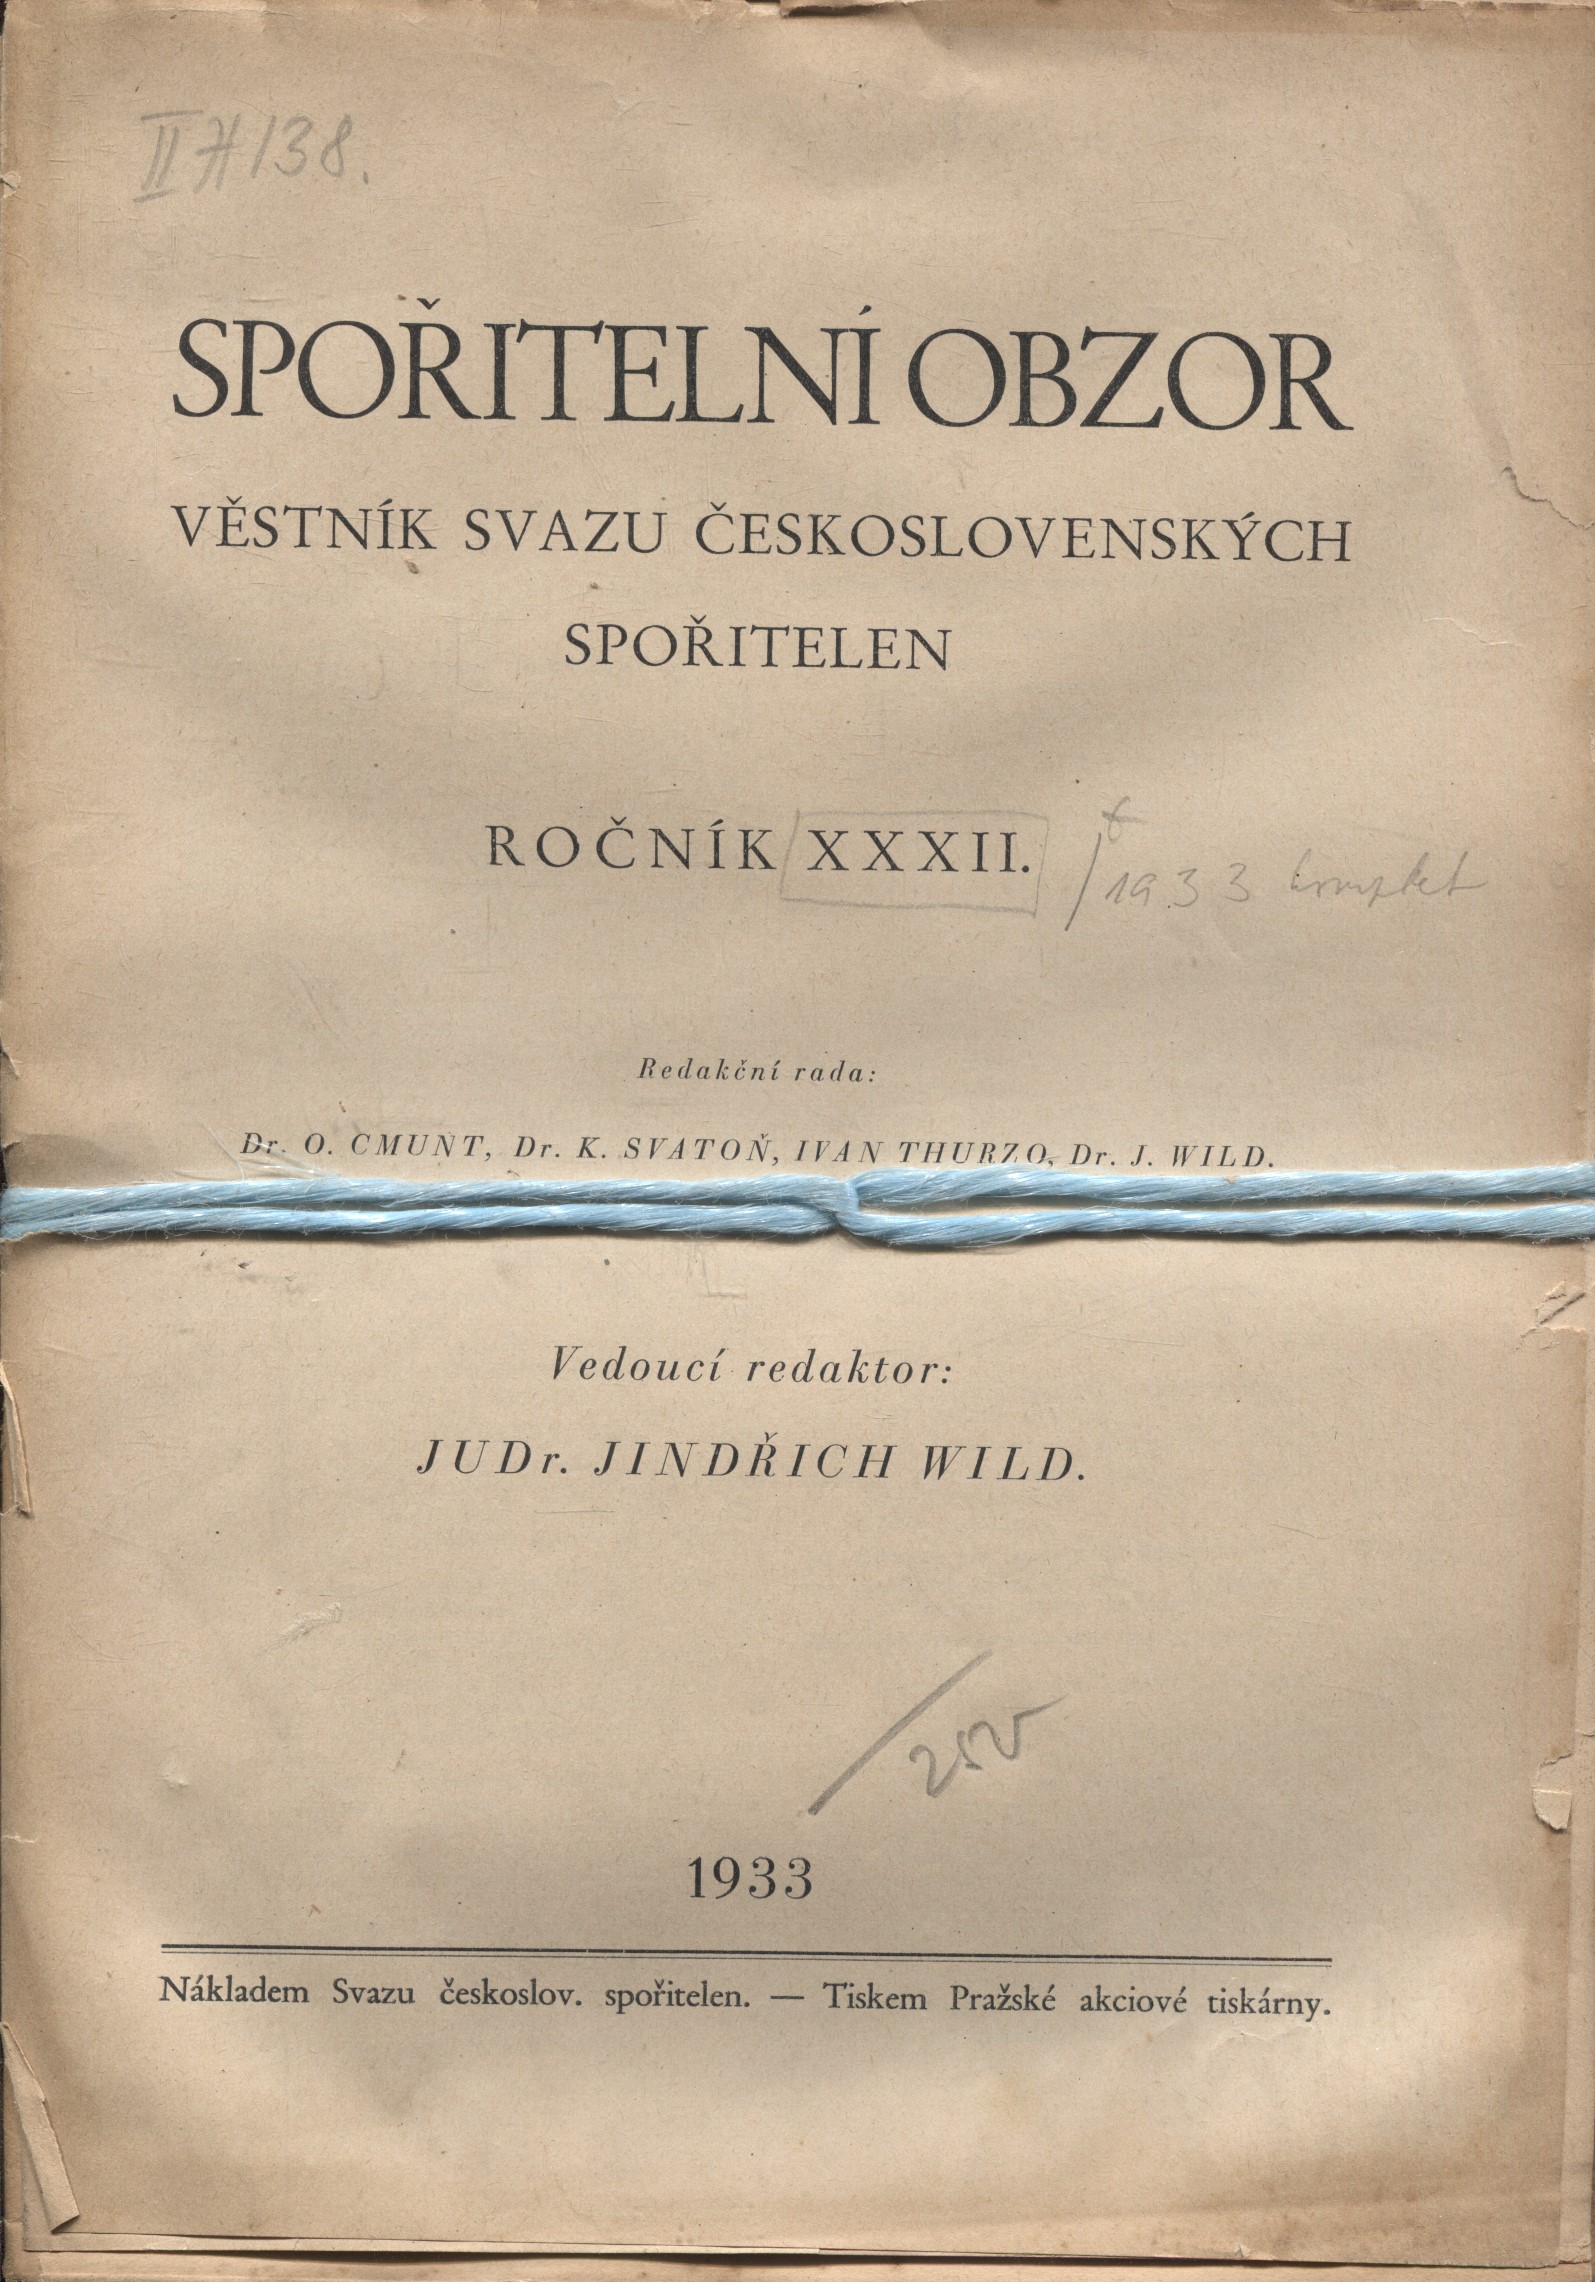 II H 138.
SPOŘITELNÍ OBZOR
VĚSTNÍK SVAZU ČESKOSLOVENSKÝCH
SPOŘITELEN
ROČNÍK XXXII.
1933 komplet
Redakční rada:
Dr. O. CMUNT, Dr. K. SVATOŇ, IVAN THURZO, Dr. J. WILD.
Vedoucí redaktor:
JUDr. JINDŘICH WILD.
1933
Nákladem Svazu českoslov. spořitelen. — Tiskem Pražské akciové tiskárny.